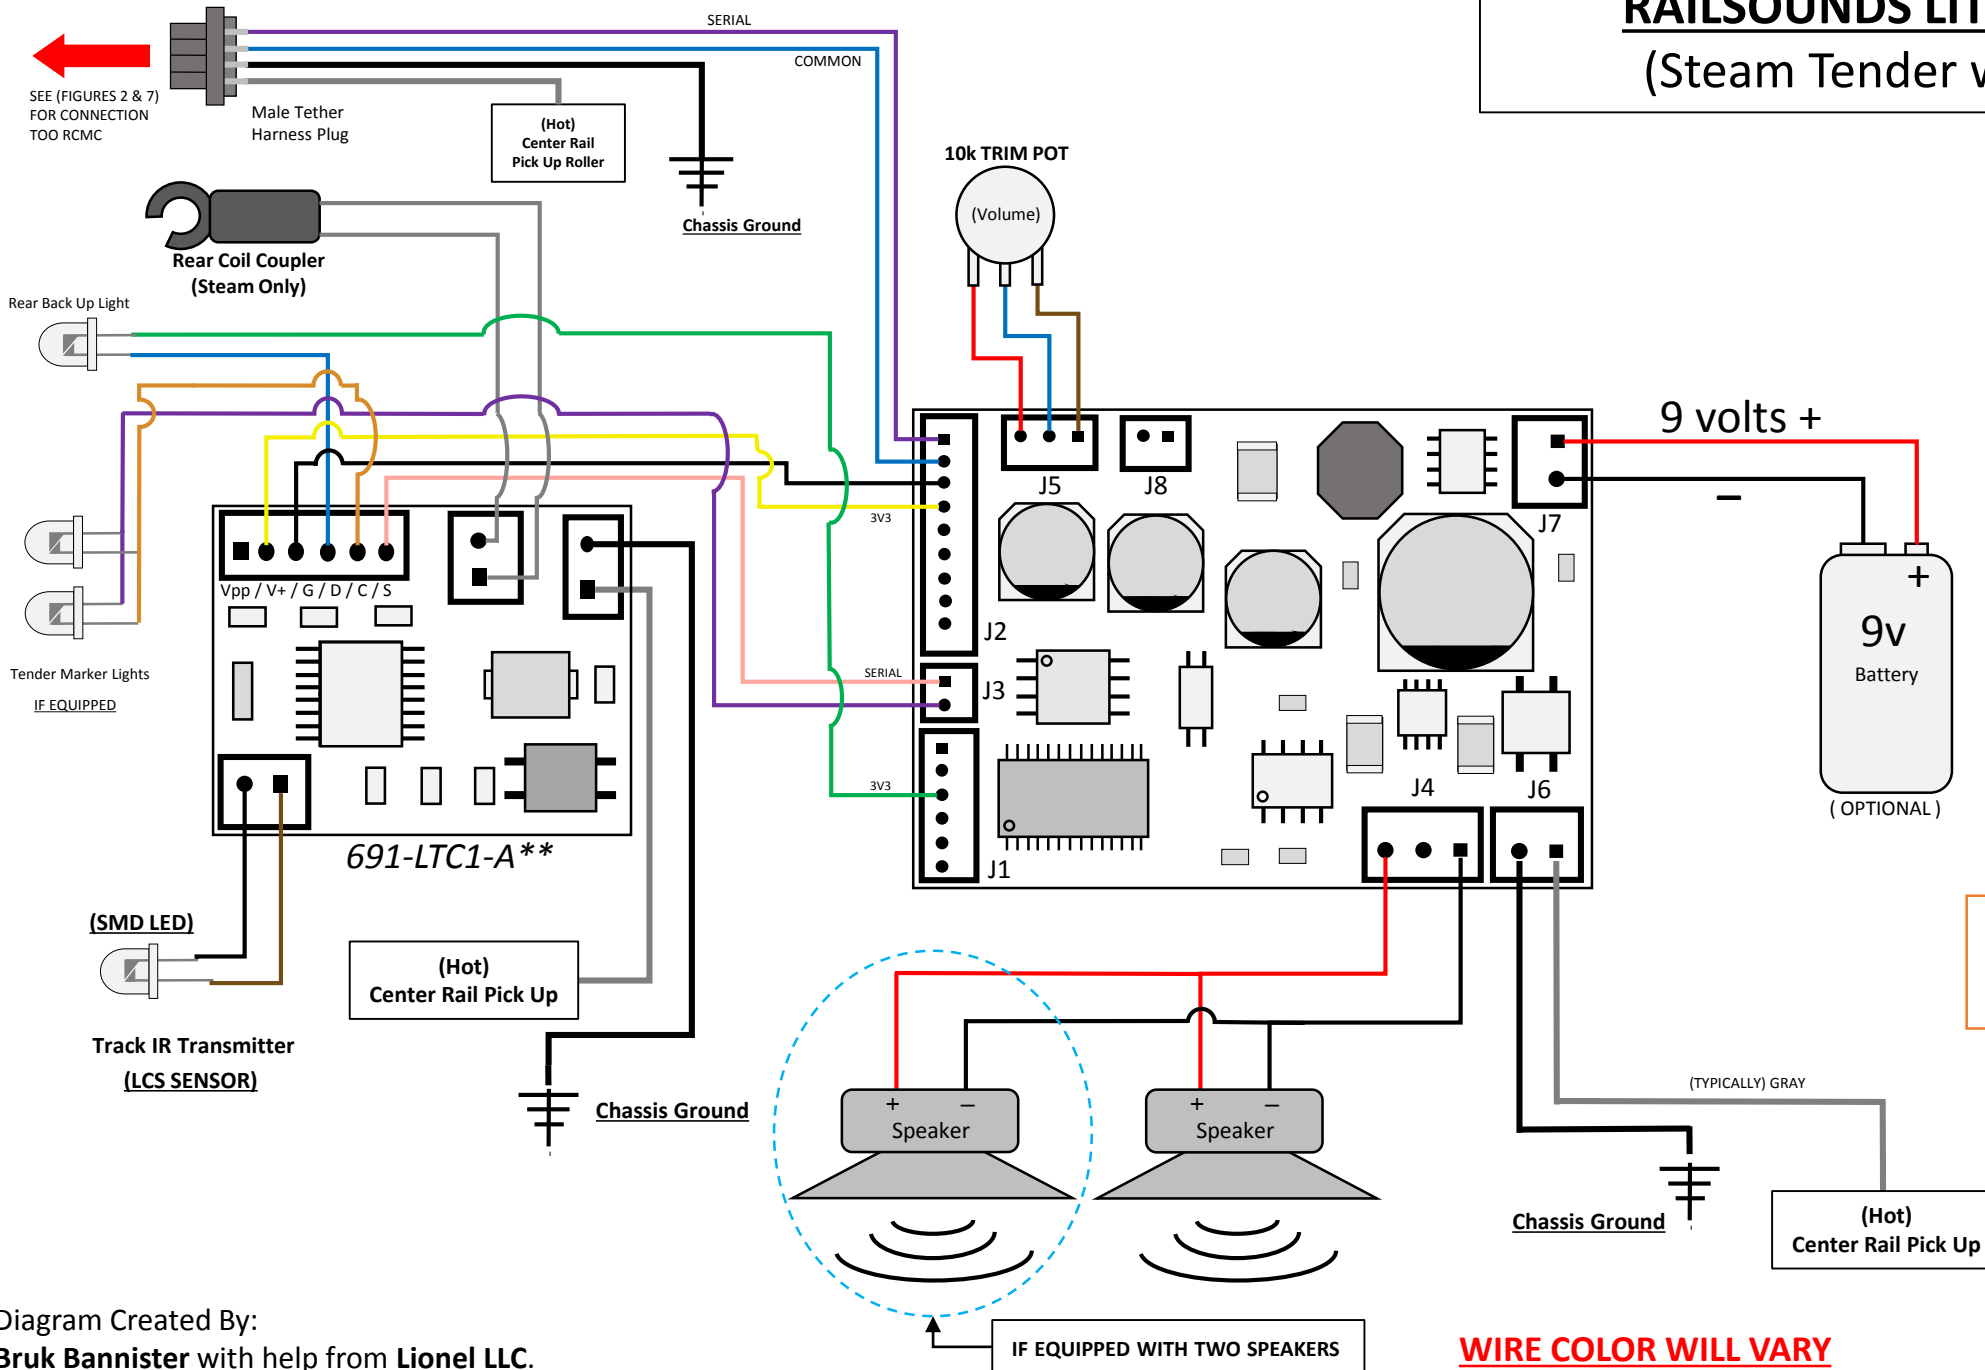 RAILSOUNDS LIT
(Steam Tender w
SERIAL
COMMON
SEE (FIGURES 2 & 7)
FOR CONNECTION
TOO RCMC
Male Tether
Harness Plug
(Hot)
Center Rail
Pick Up Roller
Chassis Ground
10k TRIM POT
(Volume)
Rear Coil Coupler
(Steam Only)
Rear Back Up Light
9 volts +
–
J5
J8
J7
3V3
J2
Vpp / V+ / G / D / C / S
+
9v
Battery
( OPTIONAL )
Tender Marker Lights
IF EQUIPPED
SERIAL
J3
3V3
J4
J6
J1
691-LTC1-A**
(SMD LED)
(Hot)
Center Rail Pick Up
Track IR Transmitter
(LCS SENSOR)
Chassis Ground
(TYPICALLY) GRAY
+ –
Speaker
+ –
Speaker
Chassis Ground
(Hot)
Center Rail Pick Up
IF EQUIPPED WITH TWO SPEAKERS
WIRE COLOR WILL VARY
Diagram Created By:
Bruk Bannister with help from Lionel LLC.